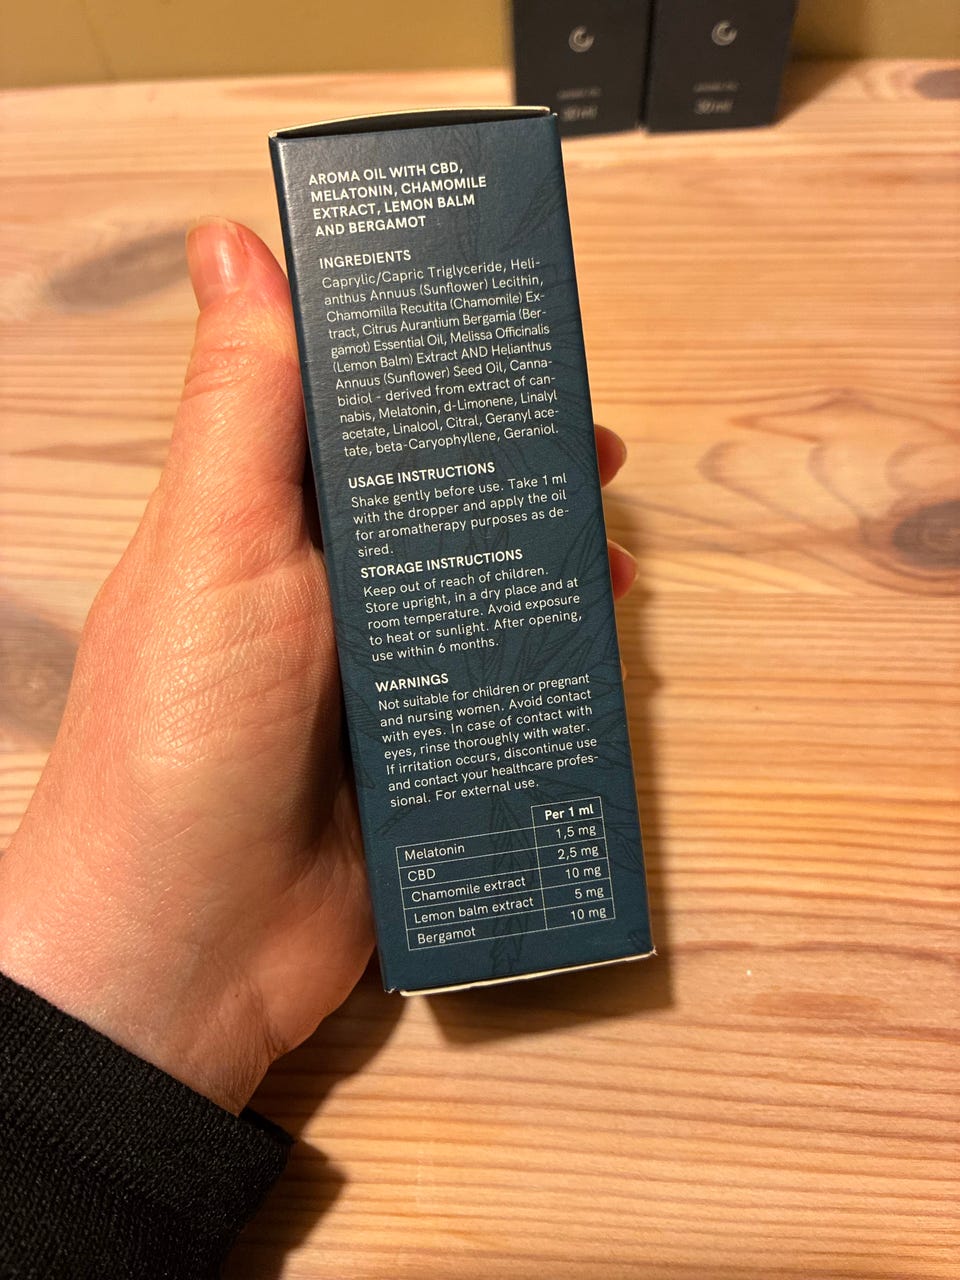 30 ml
30 ml
AROMA OIL WITH CBD,
MELATONIN, CHAMOMILE
EXTRACT, LEMON BALM
AND BERGAMOT
INGREDIENTS
Caprylic/Capric Triglyceride, Heli-
anthus Annuus (Sunflower) Lecithin,
Chamomilla Recutita (Chamomile) Ex-
tract, Citrus Aurantium Bergamia (Ber-
gamot) Essential Oil, Melissa Officinalis
(Lemon Balm) Extract AND Helianthus
Annuus (Sunflower) Seed Oil, Canna-
bidiol - derived from extract of can-
nabis, Melatonin, d-Limonene, Linalyl
acetate, Linalool, Citral, Geranyl ace-
tate, beta-Caryophyllene, Geraniol.
USAGE INSTRUCTIONS
Shake gently before use. Take 1 ml
with the dropper and apply the oil
for aromatherapy purposes as de-
sired.
STORAGE INSTRUCTIONS
Keep out of reach of children.
Store upright, in a dry place and at
room temperature. Avoid exposure
to heat or sunlight. After opening,
use within 6 months.
WARNINGS
Not suitable for children or pregnant
and nursing women. Avoid contact
with eyes. In case of contact with
eyes, rinse thoroughly with water.
If irritation occurs, discontinue use
and contact your healthcare profes-
sional. For external use.
Per 1 ml
Melatonin 1,5 mg
CBD 2,5 mg
Chamomile extract 10 mg
Lemon balm extract 5 mg
Bergamot 10 mg